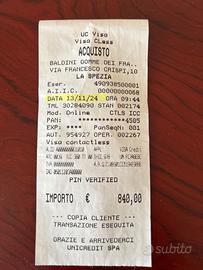 UC Visa
Visa CLess
ACQUISTO
BALDINI GOMME DEI FRA..
VIA FRANCESCO CRISPI,10
LA SPEZIA
Eser. 490938500001
A.I.I.C. 00000000068
DATA 13/11/24 ORA 09:44
TML 30284090 STAN 002174
Mod. Online CTLS ICC
PAN ************4505
EXP ****   PanSeqN: 001
AUT. 954927 OPER. 002267
Visa contactless
PIN VERIFIED
IMPORTO € 840,00
COPIA CLIENTE
TRANSAZIONE ESEGUITA
GRAZIE E ARRIVEDERCI
UNICREDIT SPA
subito